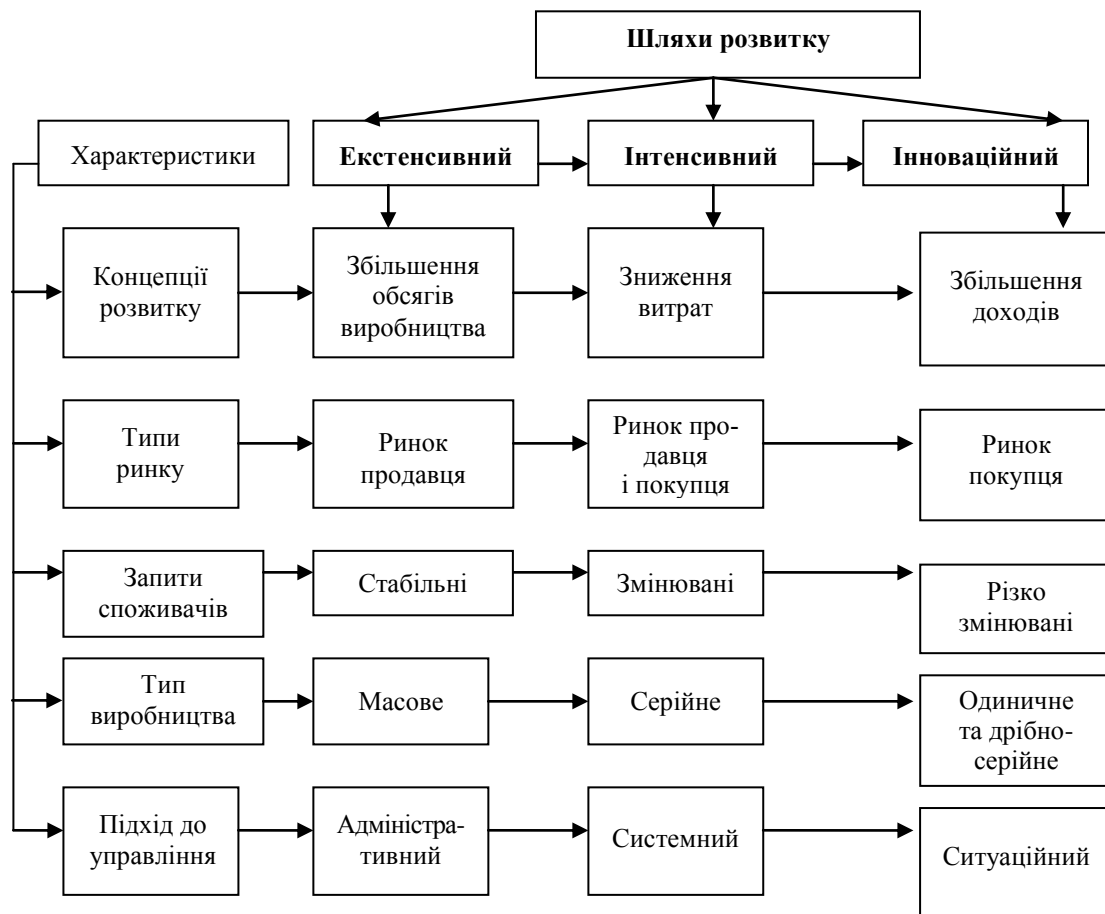 Шляхи розвитку
Характеристики
Екстенсивний
Інтенсивний
Інноваційний
Концепції
розвитку
Збільшення
обсягів
виробництва
Зниження
витрат
Збільшення
доходів
Типи
ринку
Ринок
продавця
Ринок про-
давця
і покупця
Ринок
покупця
Запити
споживачів
Стабільні
Змінювані
Різко
змінювані
Тип
виробництва
Масове
Серійне
Одиничне
та дрібно-
серійне
Підхід до
управління
Адміністра-
тивний
Системний
Ситуаційний